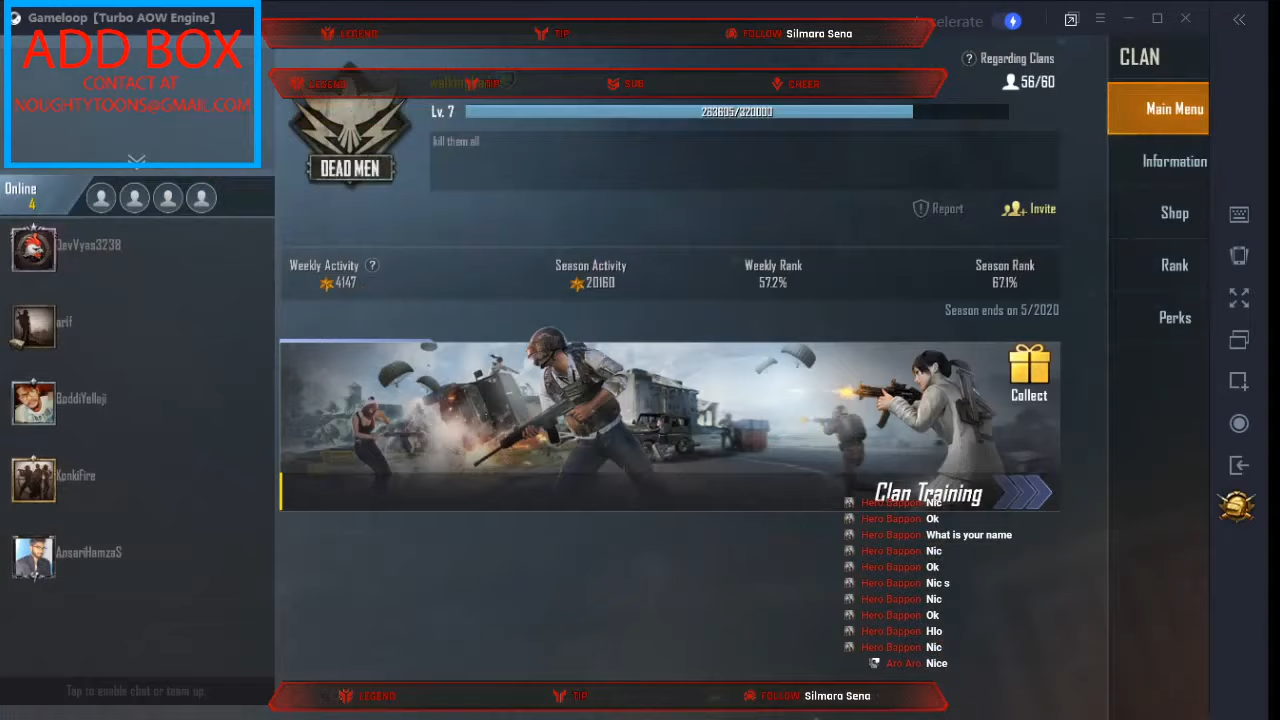 Gameloop [Turbo AOW Engine]
ADD BOX
CONTACT AT
NOUGHTYTOONS@GMAIL.COM
LEGEND TIP FOLLOW Silmara Sena
LEGEND TIP SUB CHEER
Regarding Clans
56/60
Lv. 7 263605/320000
DEAD MEN
kill them all
Report Invite
Online
4
DevVyas3238
arif
BoddiYellaji
KonkiFire
AnsariHamzaS
Tap to enable chat or team up.
Weekly Activity ? Season Activity Weekly Rank Season Rank
4147 20160 57.2% 67.1%
Season ends on 5/2020
Collect
Clan Training
Hero Bappon Nic
Hero Bappon Ok
Hero Bappon What is your name
Hero Bappon Nic
Hero Bappon Ok
Hero Bappon Nic s
Hero Bappon Nic
Hero Bappon Ok
Hero Bappon Hlo
Hero Bappon Nic
Aro Aro Nice
LEGEND TIP FOLLOW Silmara Sena
CLAN
Main Menu
Information
Shop
Rank
Perks